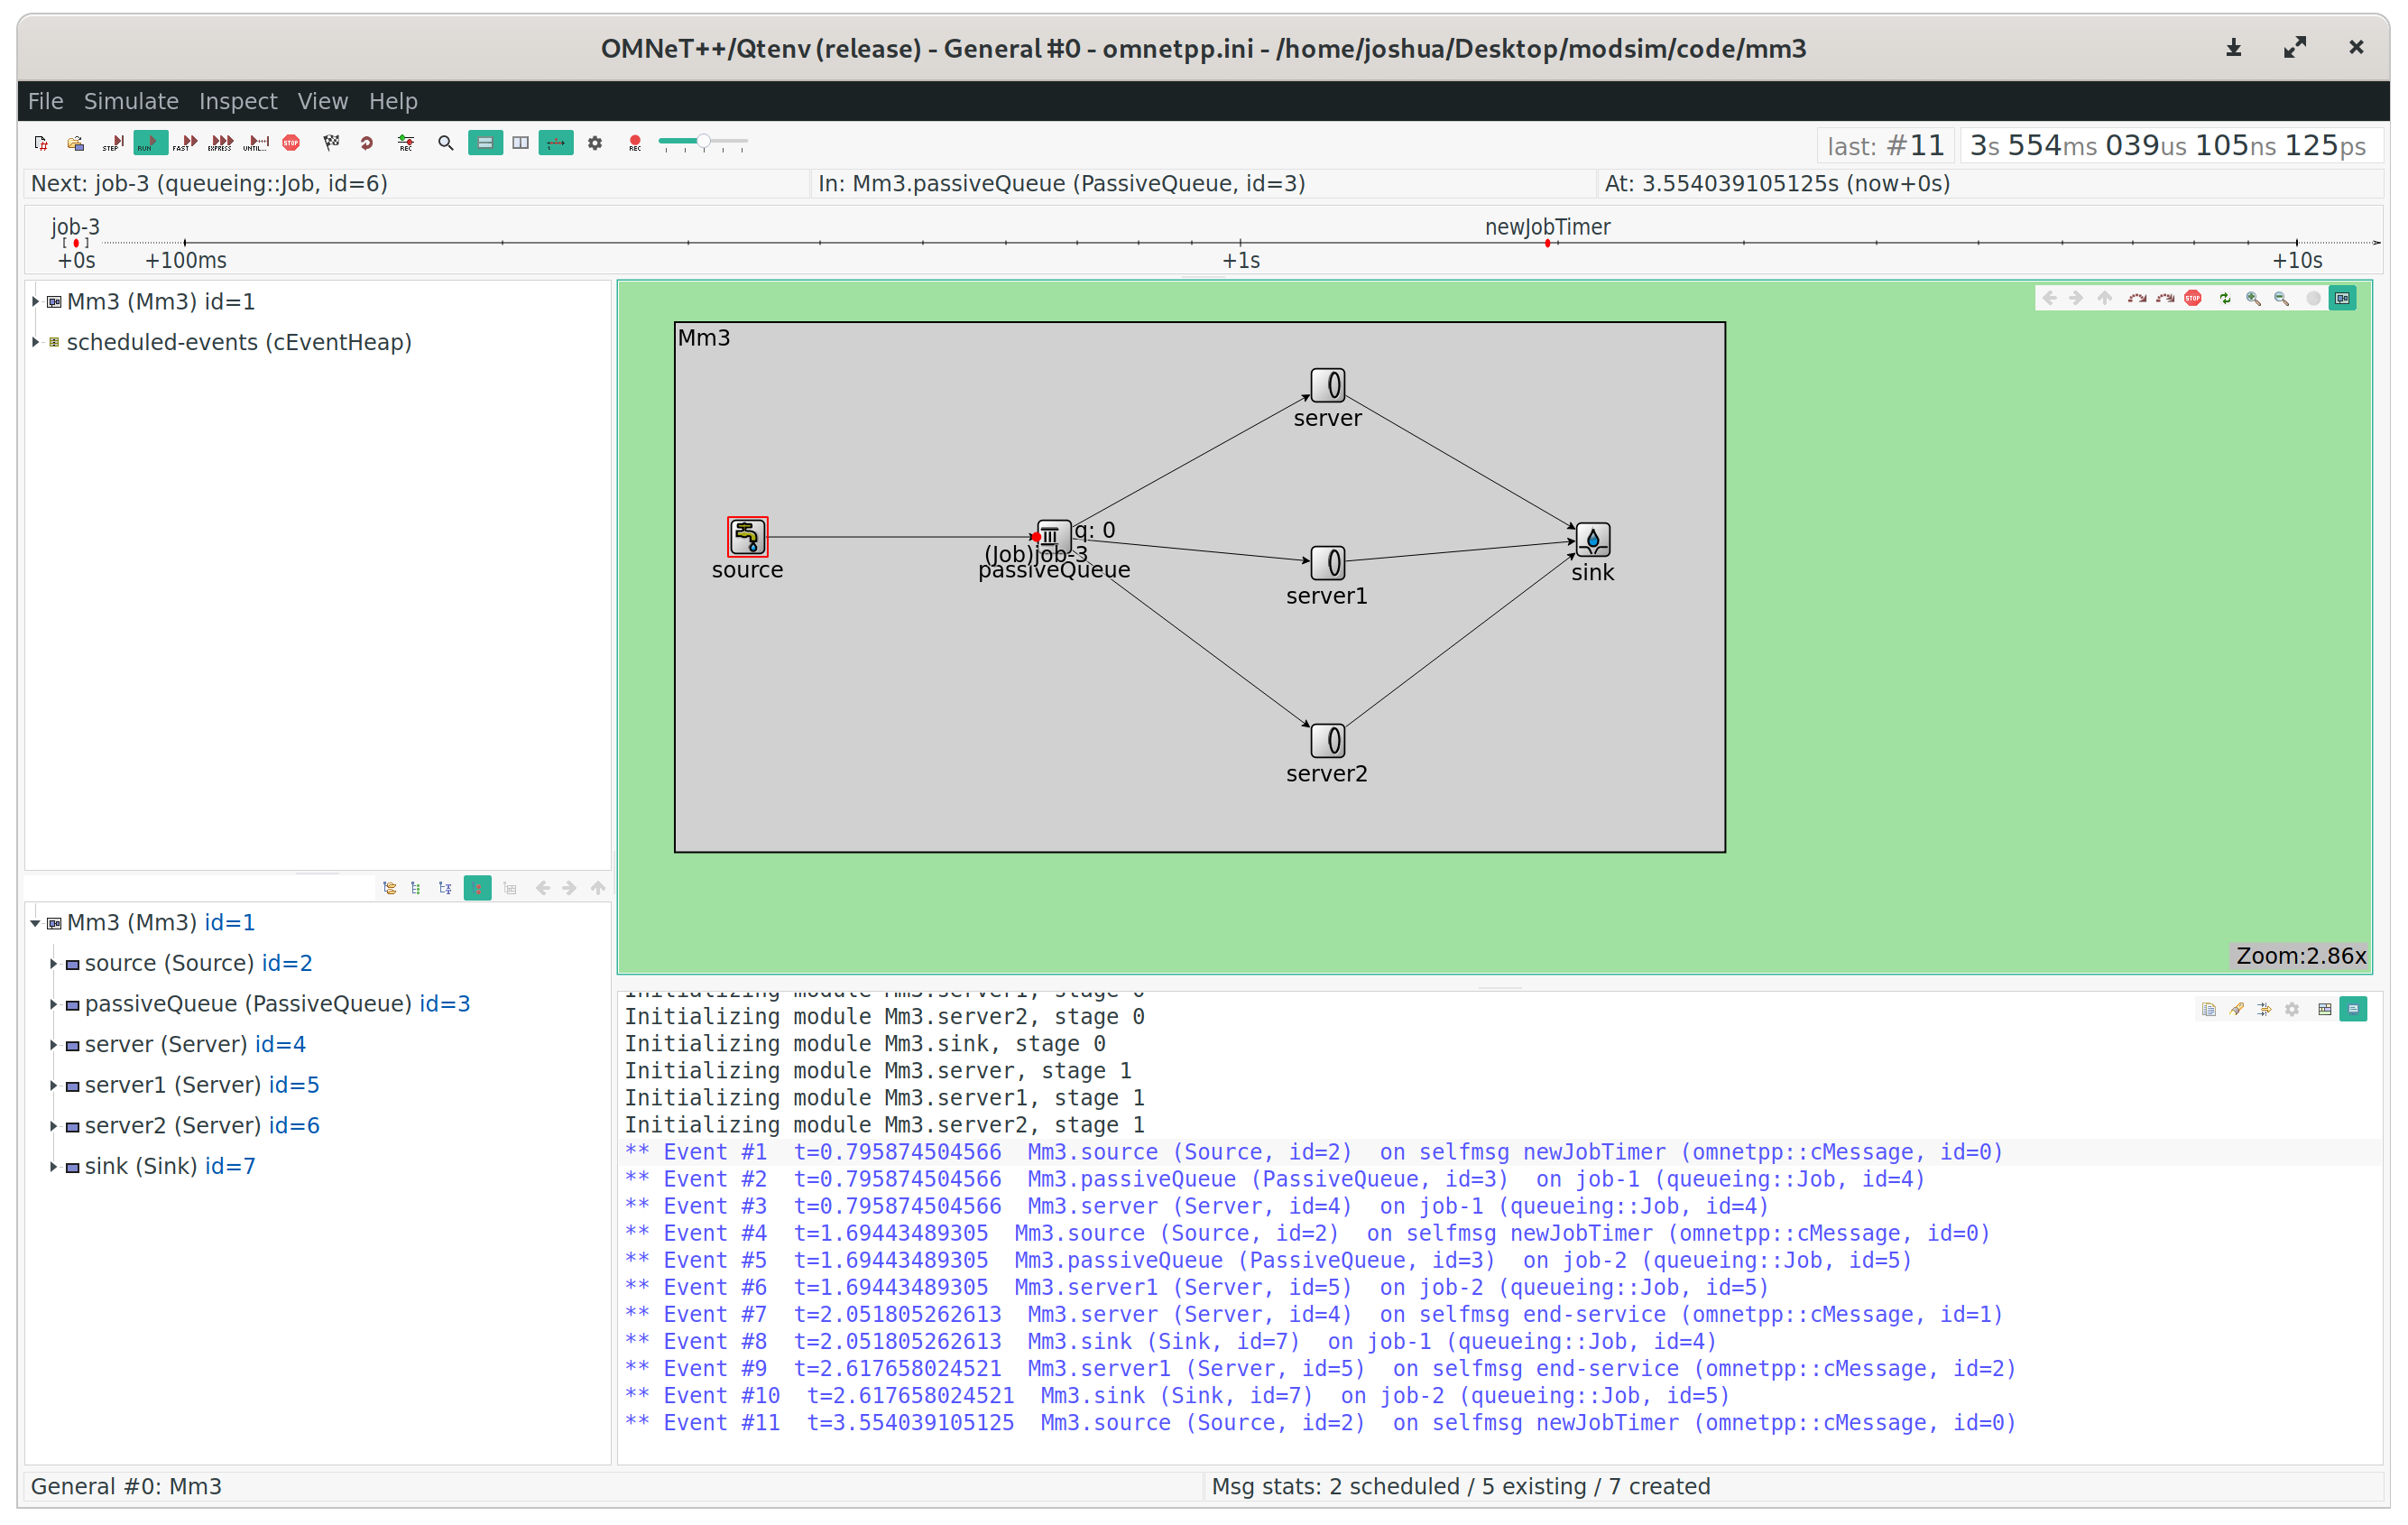 OMNeT++/Qtenv (release) - General #0 - omnetpp.ini - /home/joshua/Desktop/modsim/code/mm3
File Simulate Inspect View Help
STEP RUN FAST EXPRESS UNTIL... STOP REC REC
last: #11 3s 554ms 039us 105ns 125ps
Next: job-3 (queueing::Job, id=6) In: Mm3.passiveQueue (PassiveQueue, id=3) At: 3.554039105125s (now+0s)
job-3 newJobTimer
+0s +100ms +1s +10s
Mm3 (Mm3) id=1
scheduled-events (cEventHeap)
STOP
Mm3
server
q: 0
(Job)job-3
source
passiveQueue
server1
sink
server2
Zoom:2.86x
Mm3 (Mm3) id=1
source (Source) id=2
passiveQueue (PassiveQueue) id=3
server (Server) id=4
server1 (Server) id=5
server2 (Server) id=6
sink (Sink) id=7
Initializing module Mm3.server1, stage 0
Initializing module Mm3.server2, stage 0
Initializing module Mm3.sink, stage 0
Initializing module Mm3.server, stage 1
Initializing module Mm3.server1, stage 1
Initializing module Mm3.server2, stage 1
** Event #1 t=0.795874504566 Mm3.source (Source, id=2) on selfmsg newJobTimer (omnetpp::cMessage, id=0)
** Event #2 t=0.795874504566 Mm3.passiveQueue (PassiveQueue, id=3) on job-1 (queueing::Job, id=4)
** Event #3 t=0.795874504566 Mm3.server (Server, id=4) on job-1 (queueing::Job, id=4)
** Event #4 t=1.69443489305 Mm3.source (Source, id=2) on selfmsg newJobTimer (omnetpp::cMessage, id=0)
** Event #5 t=1.69443489305 Mm3.passiveQueue (PassiveQueue, id=3) on job-2 (queueing::Job, id=5)
** Event #6 t=1.69443489305 Mm3.server1 (Server, id=5) on job-2 (queueing::Job, id=5)
** Event #7 t=2.051805262613 Mm3.server (Server, id=4) on selfmsg end-service (omnetpp::cMessage, id=1)
** Event #8 t=2.051805262613 Mm3.sink (Sink, id=7) on job-1 (queueing::Job, id=4)
** Event #9 t=2.617658024521 Mm3.server1 (Server, id=5) on selfmsg end-service (omnetpp::cMessage, id=2)
** Event #10 t=2.617658024521 Mm3.sink (Sink, id=7) on job-2 (queueing::Job, id=5)
** Event #11 t=3.554039105125 Mm3.source (Source, id=2) on selfmsg newJobTimer (omnetpp::cMessage, id=0)
General #0: Mm3 Msg stats: 2 scheduled / 5 existing / 7 created